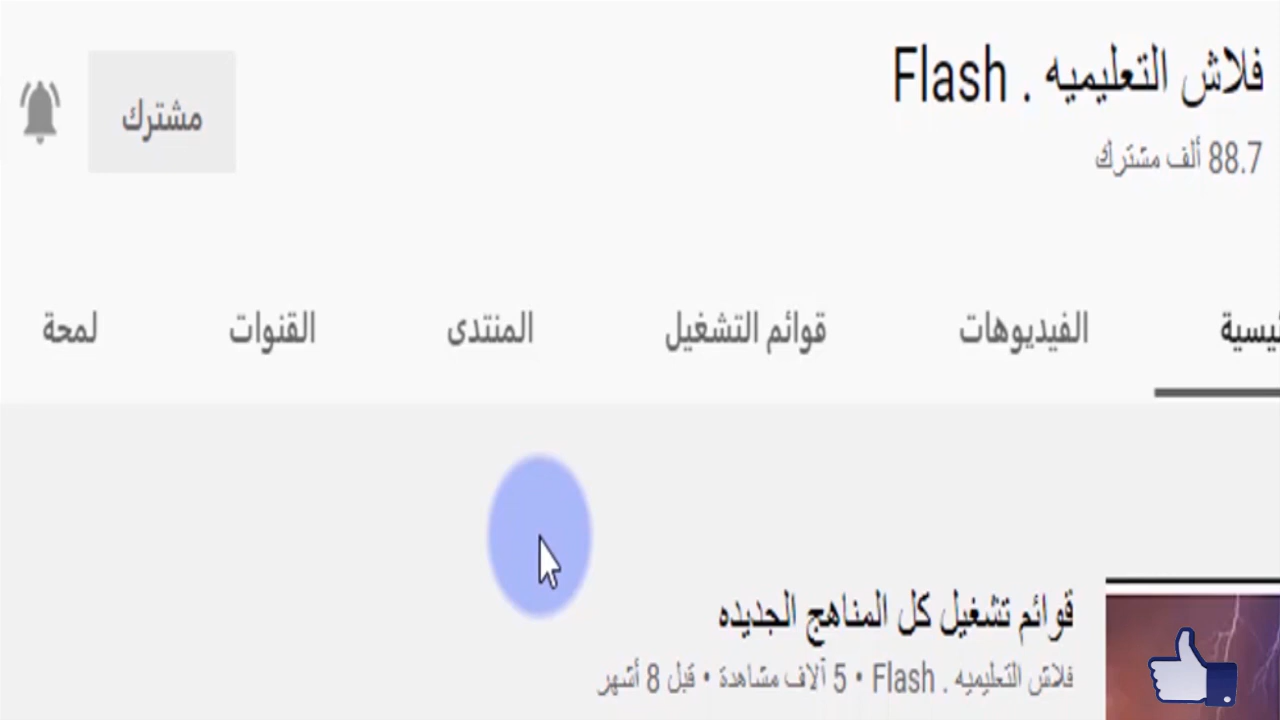 فلاش التعليميه . Flash
88.7 ألف مشترك
مشترك
الفيديوهات
قوائم التشغيل
المنتدى
القنوات
لمحة
قوائم تشغيل كل المناهج الجديده
فلاش التعليميه . Flash • 5 آلاف مشاهدة • قبل 8 أشهر